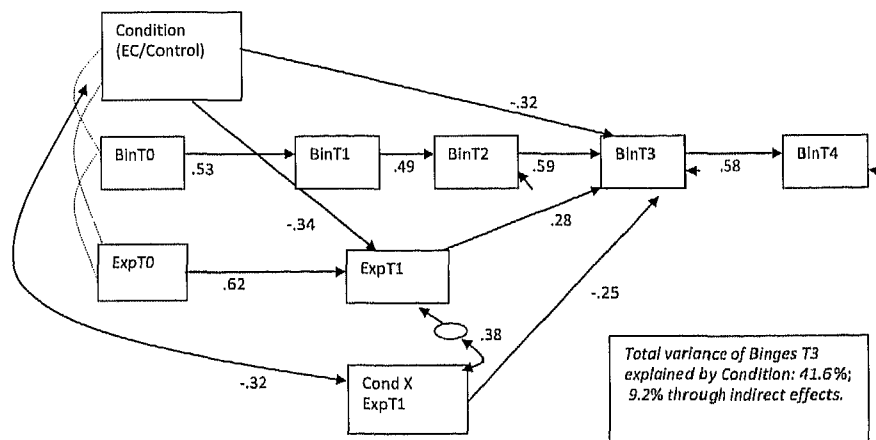 Condition
(EC/Control)
-.32
BinT0
.53
BinT1
.49
BinT2
.59
BinT3
.58
BinT4
-.34
.28
ExpT0
.62
ExpT1
-.25
.38
-.32
Cond X
ExpT1
Total variance of Binges T3
explained by Condition: 41.6%;
9.2% through indirect effects.